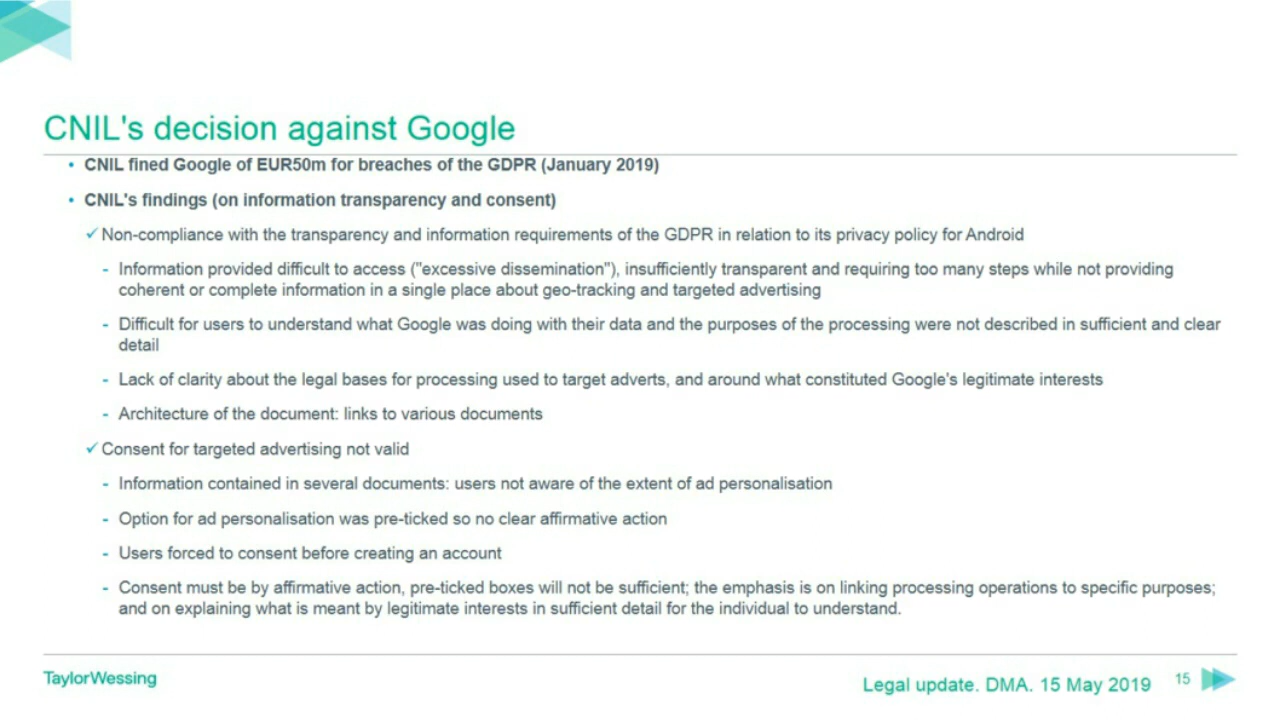 CNIL's decision against Google
• CNIL fined Google of EUR50m for breaches of the GDPR (January 2019)
• CNIL's findings (on information transparency and consent)
✓ Non-compliance with the transparency and information requirements of the GDPR in relation to its privacy policy for Android
- Information provided difficult to access ("excessive dissemination"), insufficiently transparent and requiring too many steps while not providing
coherent or complete information in a single place about geo-tracking and targeted advertising
- Difficult for users to understand what Google was doing with their data and the purposes of the processing were not described in sufficient and clear
detail
- Lack of clarity about the legal bases for processing used to target adverts, and around what constituted Google's legitimate interests
- Architecture of the document: links to various documents
✓ Consent for targeted advertising not valid
- Information contained in several documents: users not aware of the extent of ad personalisation
- Option for ad personalisation was pre-ticked so no clear affirmative action
- Users forced to consent before creating an account
- Consent must be by affirmative action, pre-ticked boxes will not be sufficient; the emphasis is on linking processing operations to specific purposes;
and on explaining what is meant by legitimate interests in sufficient detail for the individual to understand.
TaylorWessing
Legal update. DMA. 15 May 2019
15